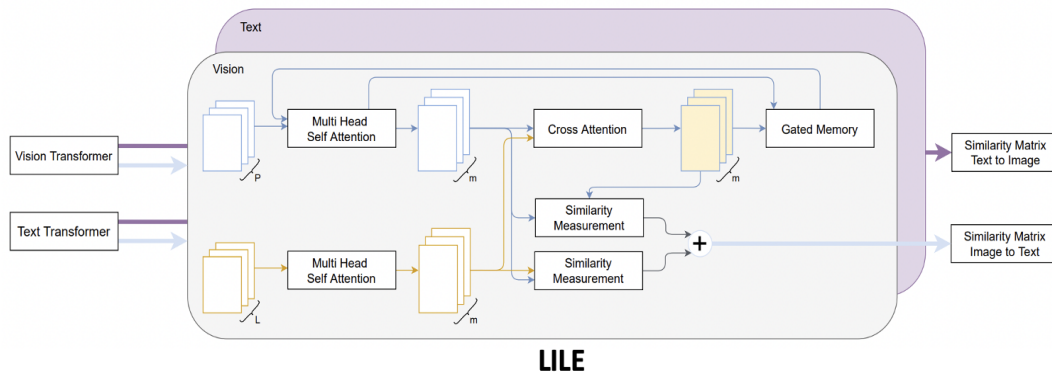 Text
Vision
Vision Transformer
Text Transformer
P
Multi Head
Self Attention
m
Cross Attention
m
Gated Memory
Similarity
Measurement
L
Multi Head
Self Attention
m
Similarity
Measurement
+
Similarity Matrix
Text to Image
Similarity Matrix
Image to Text
LILE